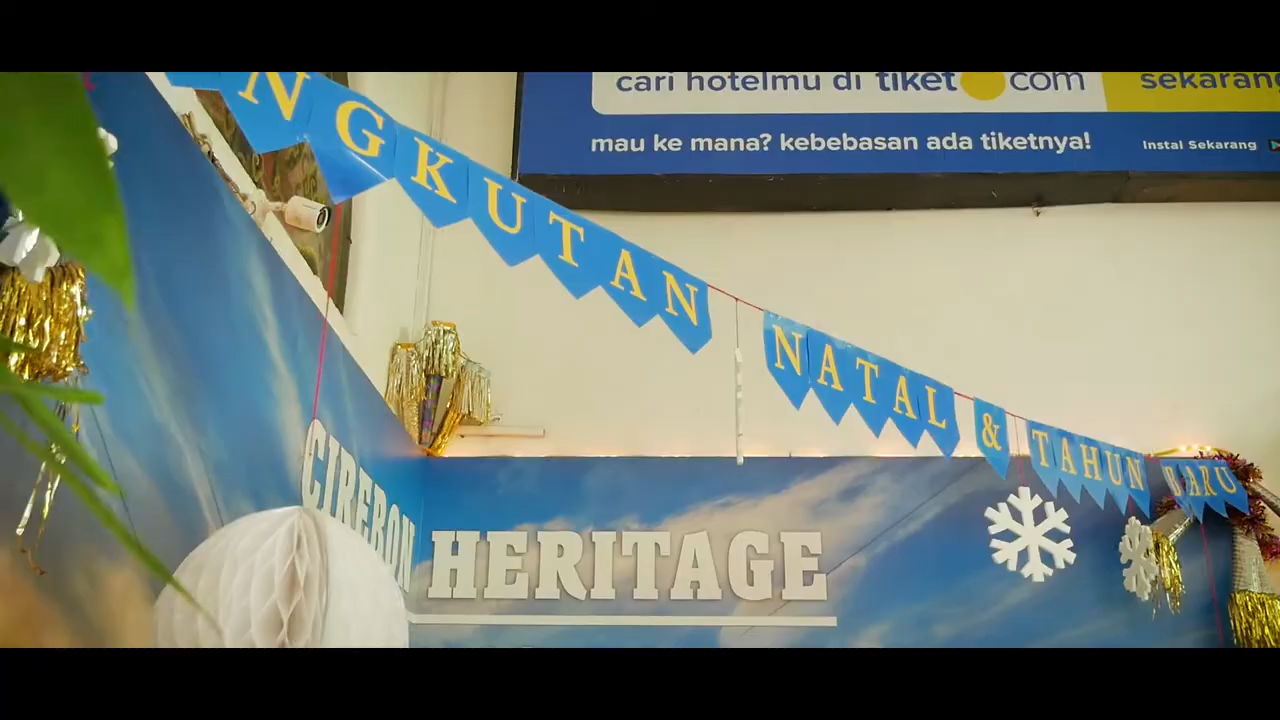 cari hotelmu di tiket com
sekarang
mau ke mana? kebebasan ada tiketnya!
Instal Sekarang
NGKUTAN NATAL & TAHUN BARU
CIREBON HERITAGE